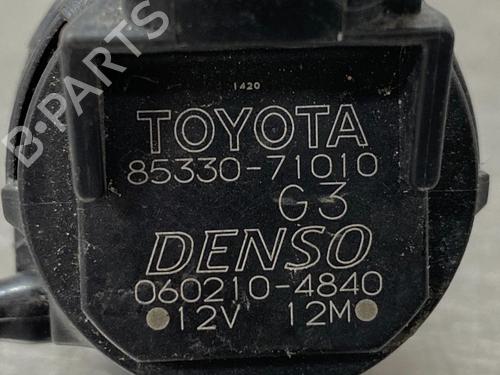 B-PARTS
1420
TOYOTA
85330-71010
G3
DENSO
060210-4840
12V 12M